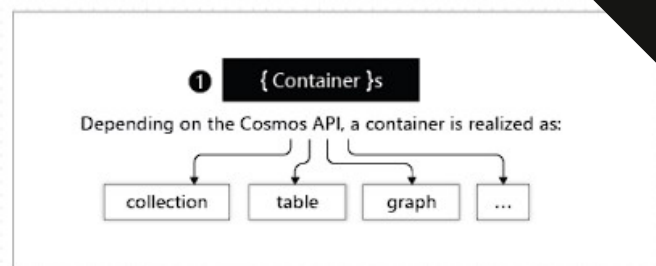 ❶ { Container }s
Depending on the Cosmos API, a container is realized as:
collection table graph ...